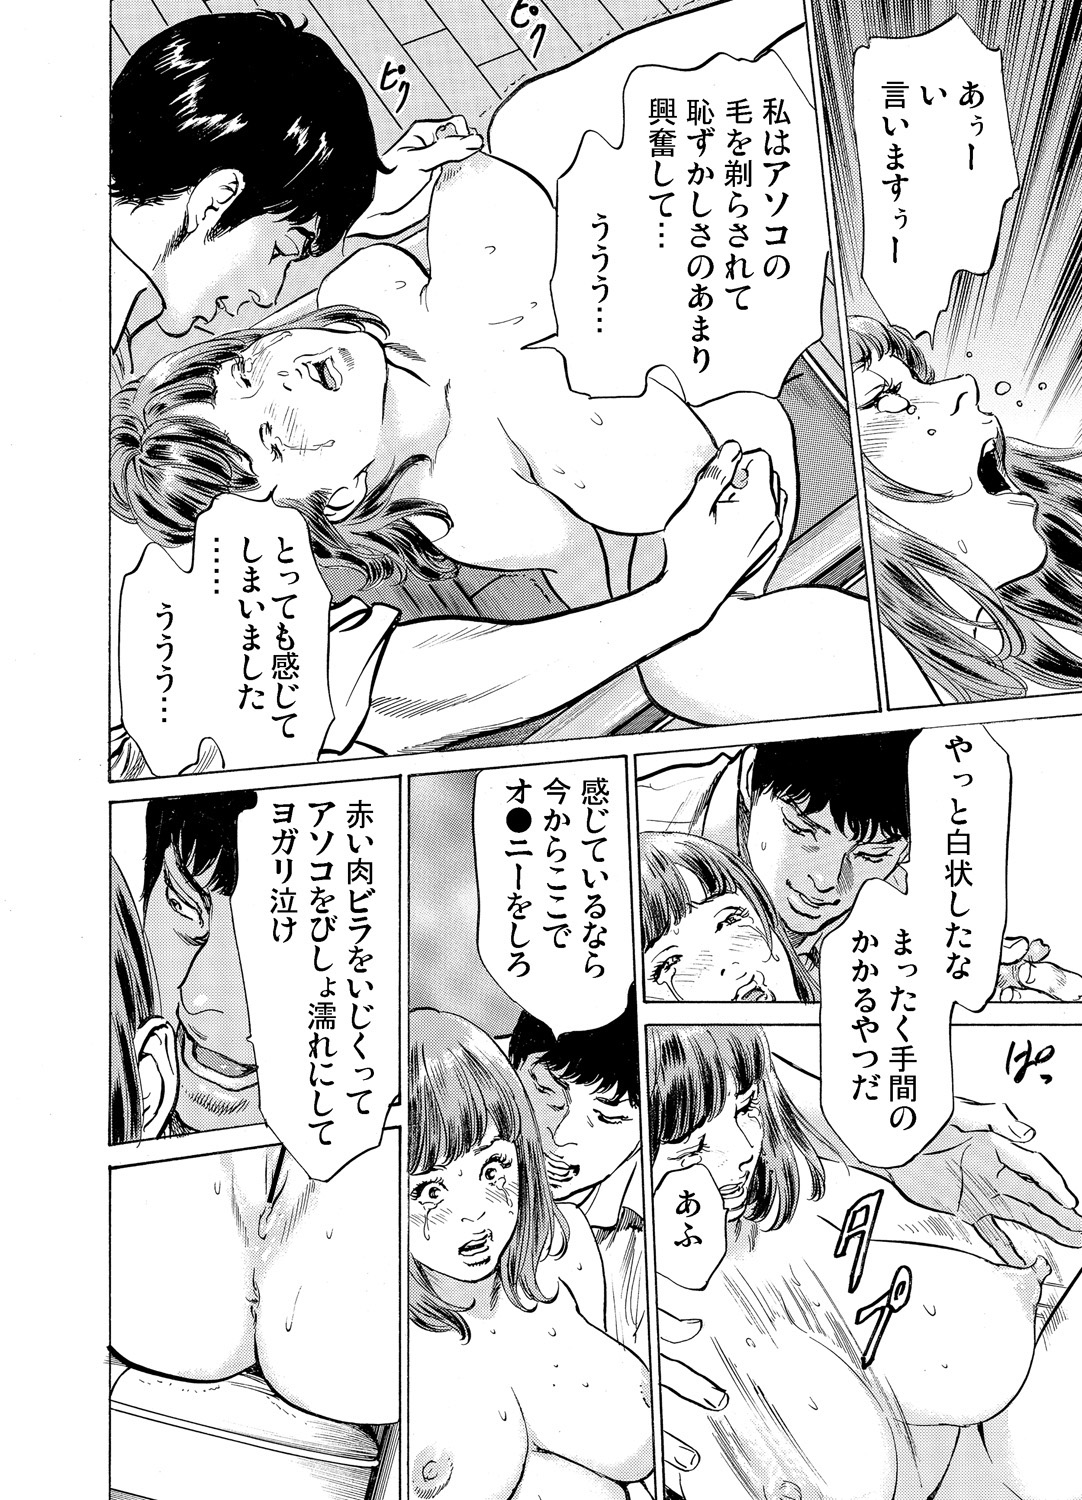 あぅー
い
言いますぅー
私はアソコの
毛を剃らされて
恥ずかしさのあまり
興奮して…
ううう…
ピク
ピク
とっても感じて
しまいました
……
ううう…
やっと白状したな
まったく手間の
かかるやつだ
ぱっ
あふ
タプ
感じているなら
今からここで
オ●ニーをしろ
赤い肉ビラをいじくって
アソコをびしょ濡れにして
ヨガリ泣け